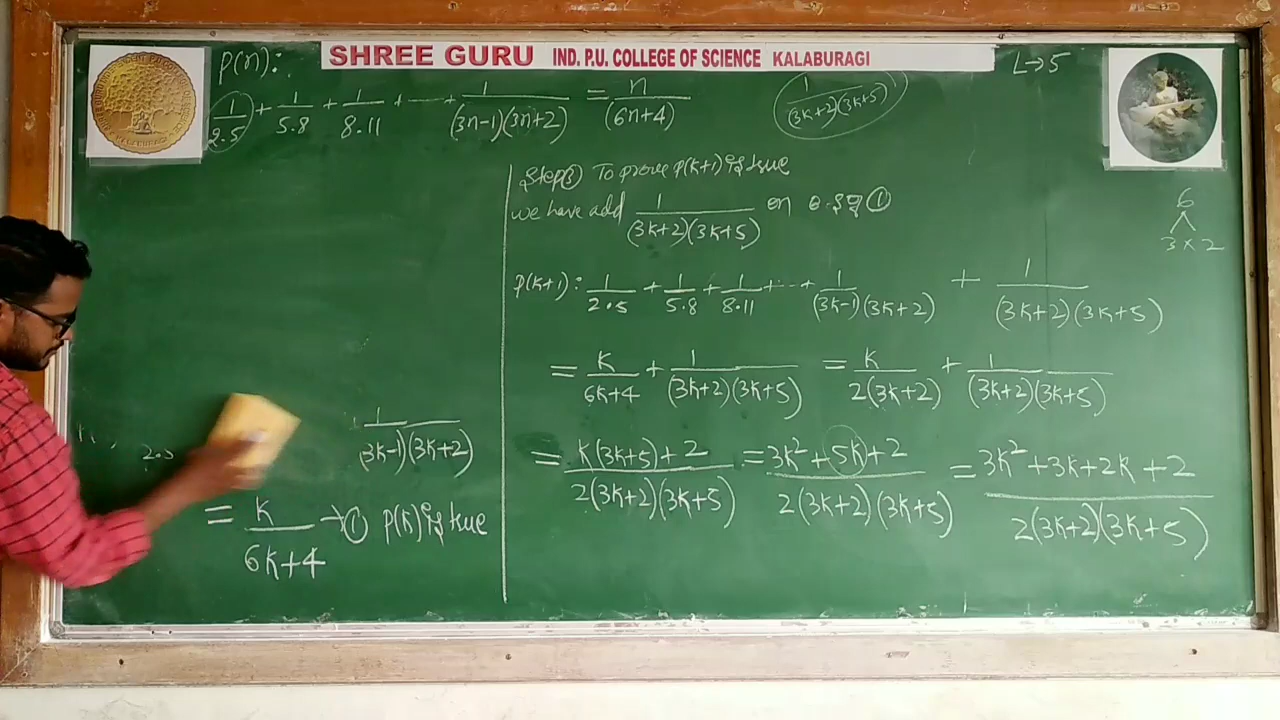 SHREE GURU IND. P.U. COLLEGE OF SCIENCE KALABURAGI
L→5
P(n):
1/2.5 + 1/5.8 + 1/8.11 + ---- + 1/(3n-1)(3n+2) = n/(6n+4)
1/(3k+2)(3k+5)
Step③ To prove P(k+1) is true
we have add 1/(3k+2)(3k+5) on
①
6
3×2
P(k+1): 1/2.5 + 1/5.8 + 1/8.11 + --- + 1/(3k-1)(3k+2) + 1/(3k+2)(3k+5)
= k/6k+4 + 1/(3k+2)(3k+5) = k/2(3k+2) + 1/(3k+2)(3k+5)
= k(3k+5)+2/2(3k+2)(3k+5) = 3k²+5k+2/2(3k+2)(3k+5) = 3k²+3k+2k+2/2(3k+2)(3k+5)
1/(3k-1)(3k+2)
= k/6k+4 → ① P(k) is true